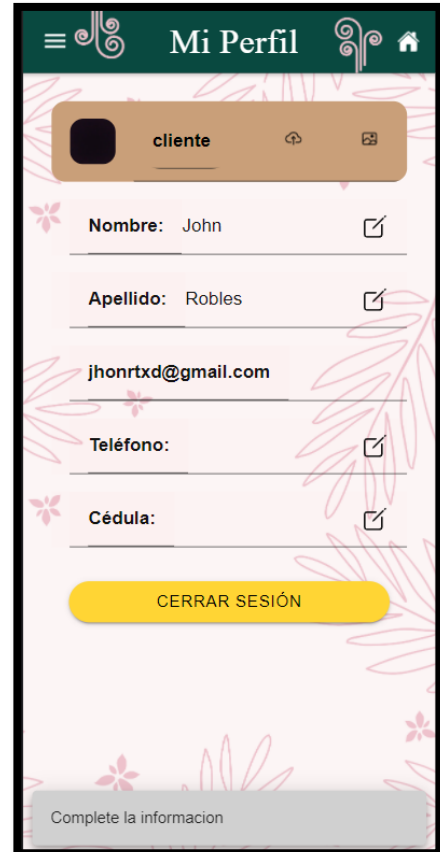 Mi Perfil
cliente
Nombre: John
Apellido: Robles
jhonrtxd@gmail.com
Teléfono:
Cédula:
CERRAR SESIÓN
Complete la informacion